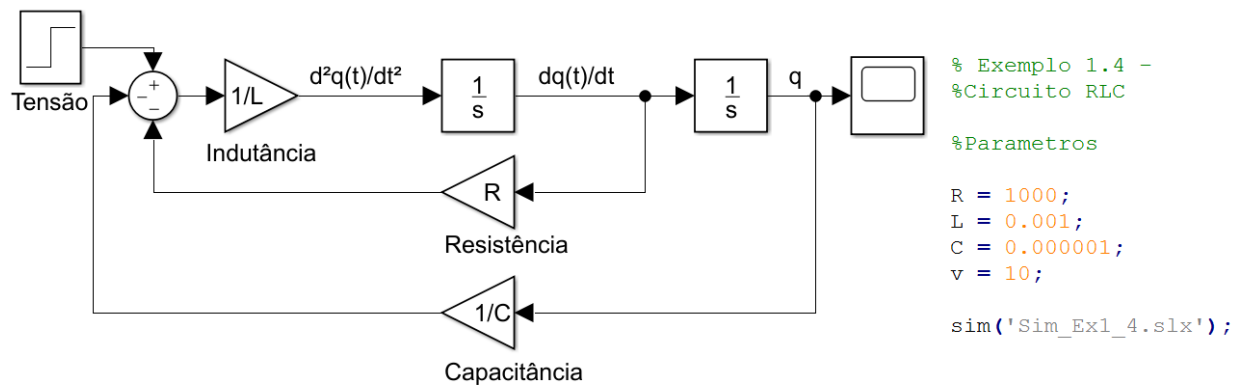 Tensão
1/L
Indutância
d²q(t)/dt²
1
s
dq(t)/dt
1
s
q
R
Resistência
1/C
Capacitância
% Exemplo 1.4 -
%Circuito RLC
%Parametros
R = 1000;
L = 0.001;
C = 0.000001;
v = 10;
sim('Sim_Ex1_4.slx');